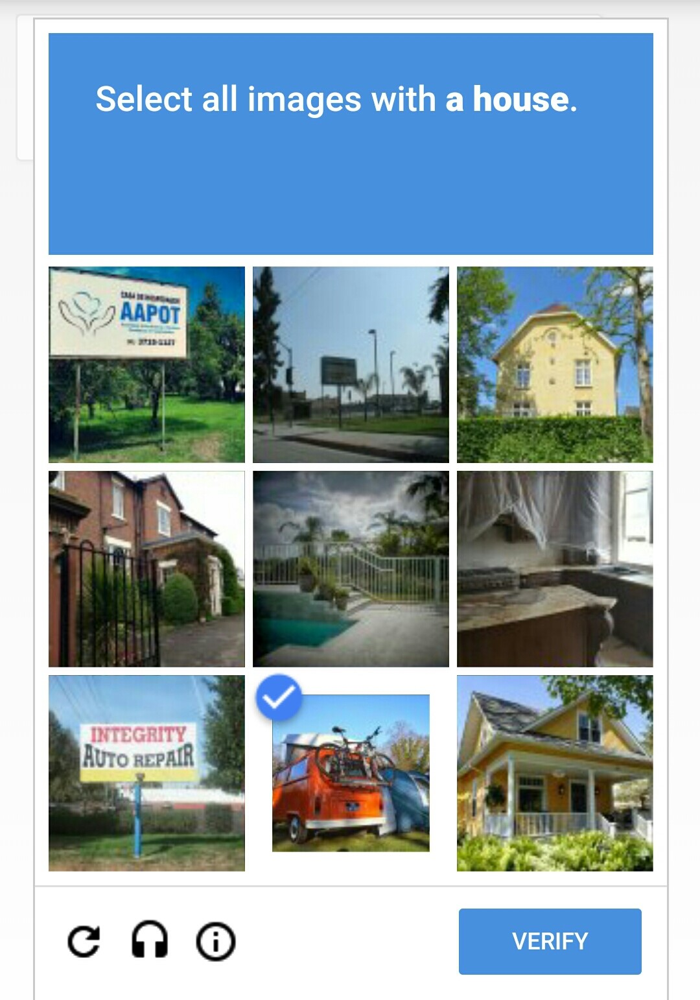 Select all images with a house.
AAPOT
INTEGRITY
AUTO REPAIR
VERIFY